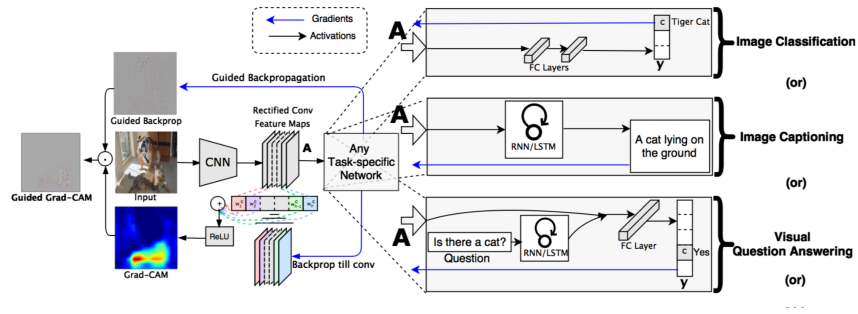 Gradients
Activations
A
Tiger Cat
c
FC Layers
y
Image Classification
(or)
Guided Backpropagation
Rectified Conv
Feature Maps
A
Guided Backprop
CNN
Any
Task-specific
Network
A
RNN/LSTM
A cat lying on
the ground
Image Captioning
(or)
Guided Grad-CAM
Input
+
ReLU
Grad-CAM
Backprop till conv
A
Is there a cat?
Question
RNN/LSTM
FC Layer
c
Yes
y
Visual
Question Answering
(or)